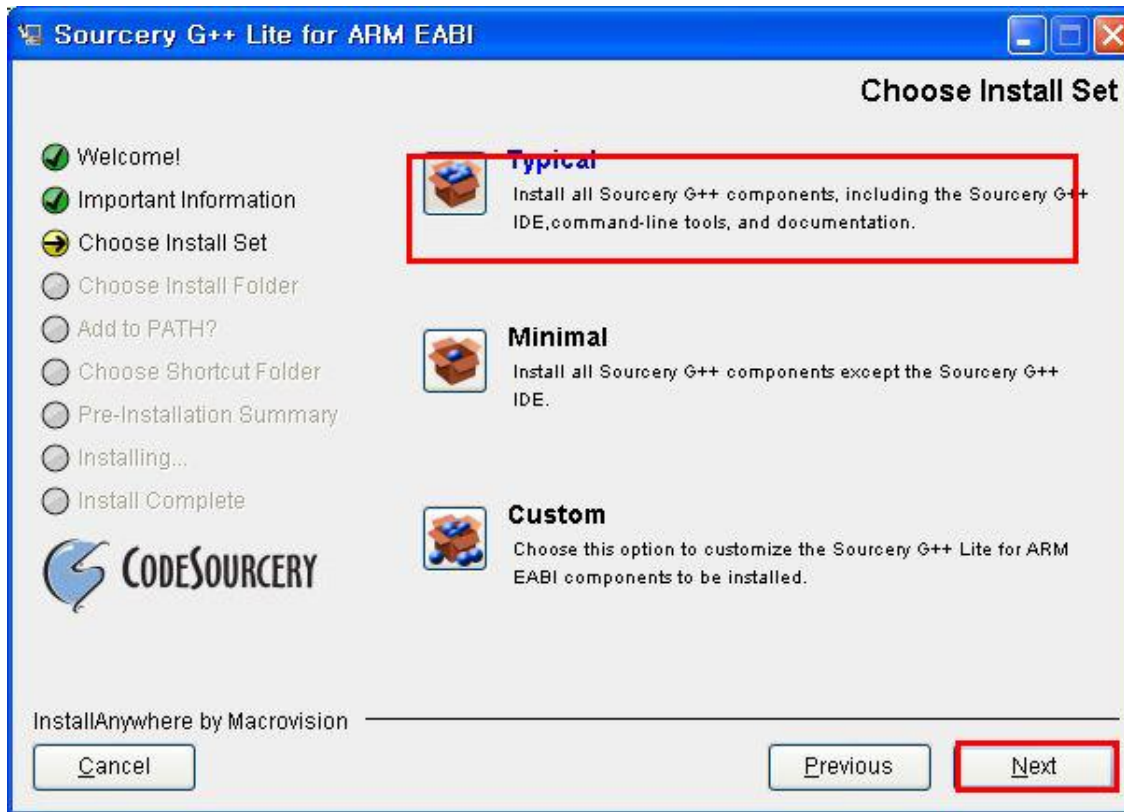 Sourcery G++ Lite for ARM EABI
Choose Install Set
Welcome!
Important Information
Choose Install Set
Choose Install Folder
Add to PATH?
Choose Shortcut Folder
Pre-Installation Summary
Installing...
Install Complete
CODESOURCERY
Typical
Install all Sourcery G++ components, including the Sourcery G++
IDE,command-line tools, and documentation.
Minimal
Install all Sourcery G++ components except the Sourcery G++
IDE.
Custom
Choose this option to customize the Sourcery G++ Lite for ARM
EABI components to be installed.
InstallAnywhere by Macrovision
Cancel
Previous
Next